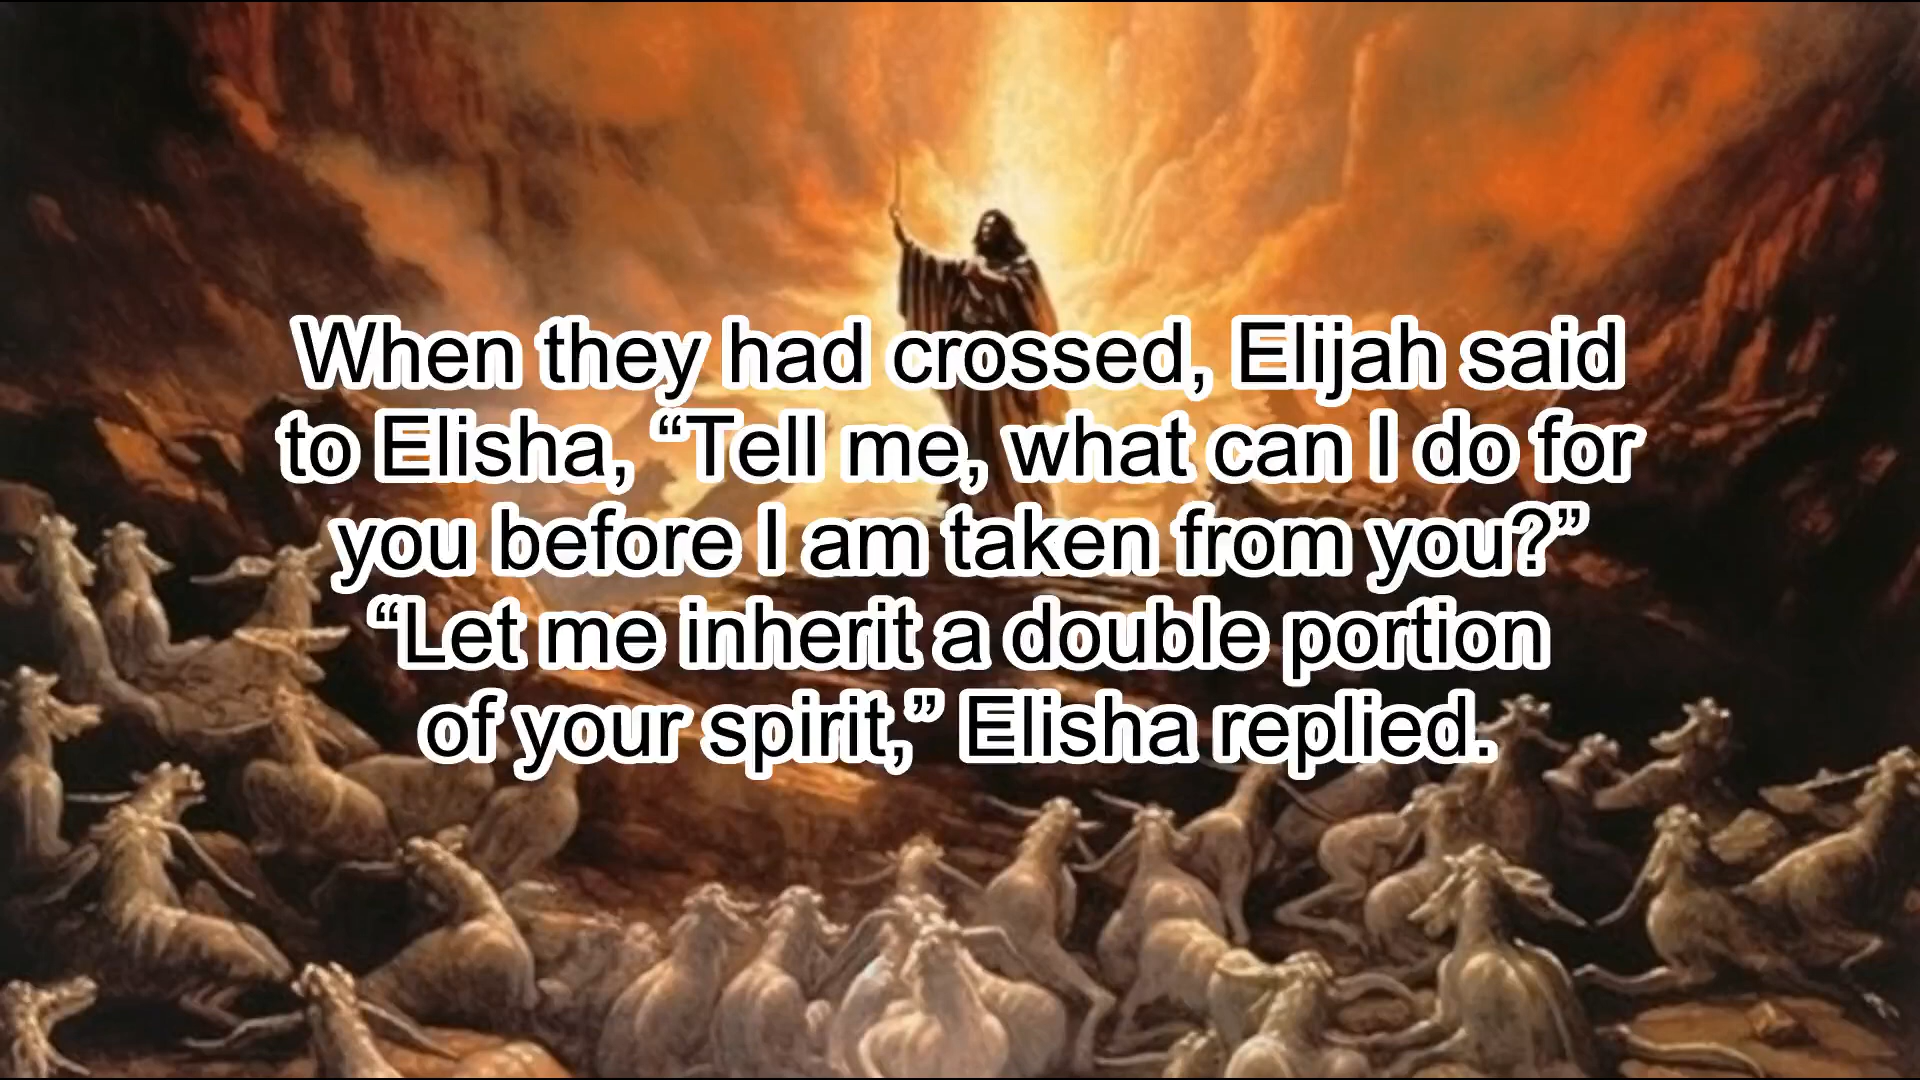 When they had crossed, Elijah said
to Elisha, “Tell me, what can I do for
you before I am taken from you?”
“Let me inherit a double portion
of your spirit,” Elisha replied.